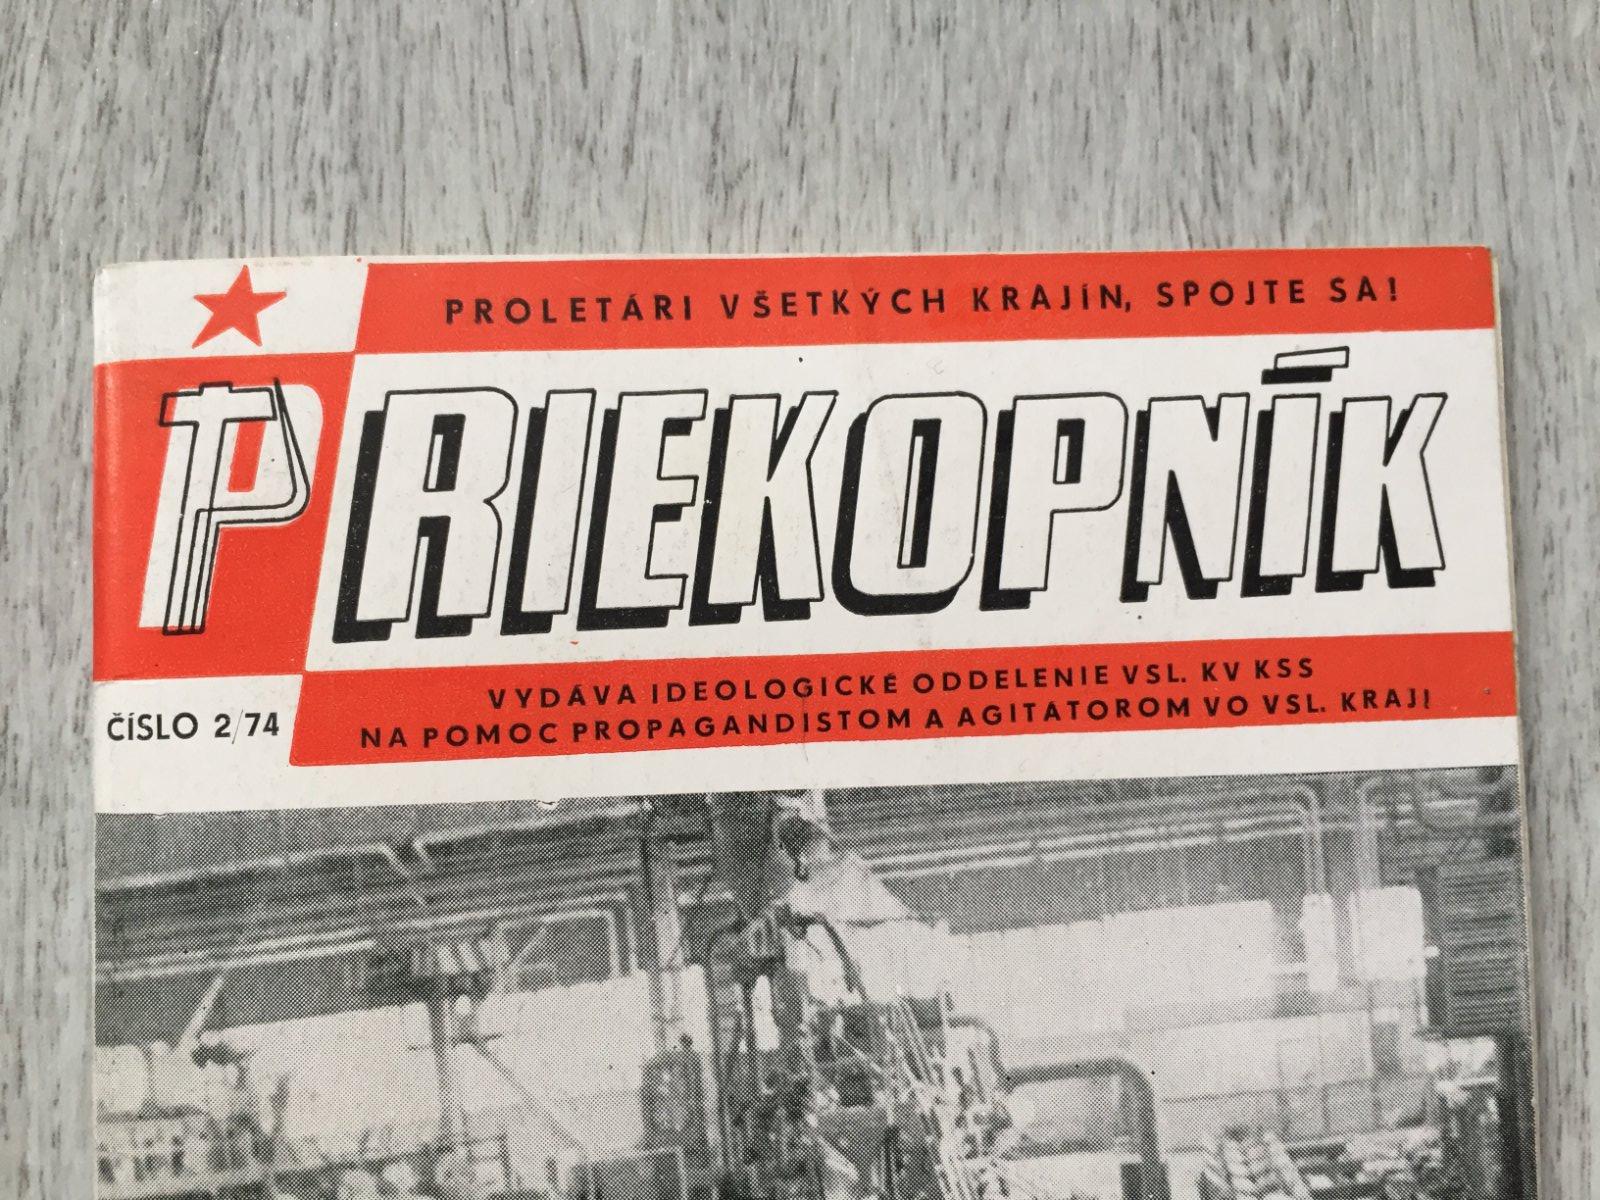 PROLETÁRI VŠETKÝCH KRAJÍN, SPOJTE SA!
PRIEKOPNÍK
VYDÁVA IDEOLOGICKÉ ODDELENIE VSL. KV KSS
NA POMOC PROPAGANDISTOM A AGITÁTOROM VO VSL. KRAJI
ČÍSLO 2/74